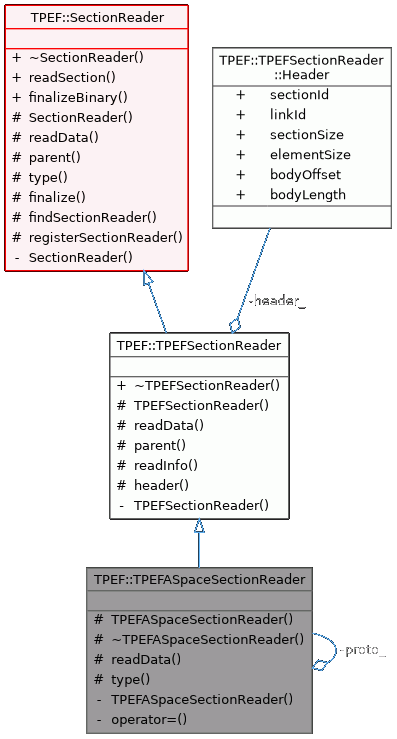 TPEF::SectionReader
+ ~SectionReader()
+ readSection()
+ finalizeBinary()
# SectionReader()
# readData()
# parent()
# type()
# finalize()
# findSectionReader()
# registerSectionReader()
- SectionReader()
TPEF::TPEFSectionReader
::Header
+ sectionId
+ linkId
+ sectionSize
+ elementSize
+ bodyOffset
+ bodyLength
-header_
TPEF::TPEFSectionReader
+ ~TPEFSectionReader()
# TPEFSectionReader()
# readData()
# parent()
# readInfo()
# header()
- TPEFSectionReader()
TPEF::TPEFASpaceSectionReader
# TPEFASpaceSectionReader()
# ~TPEFASpaceSectionReader()
# readData()
# type()
- TPEFASpaceSectionReader()
- operator=()
-proto_